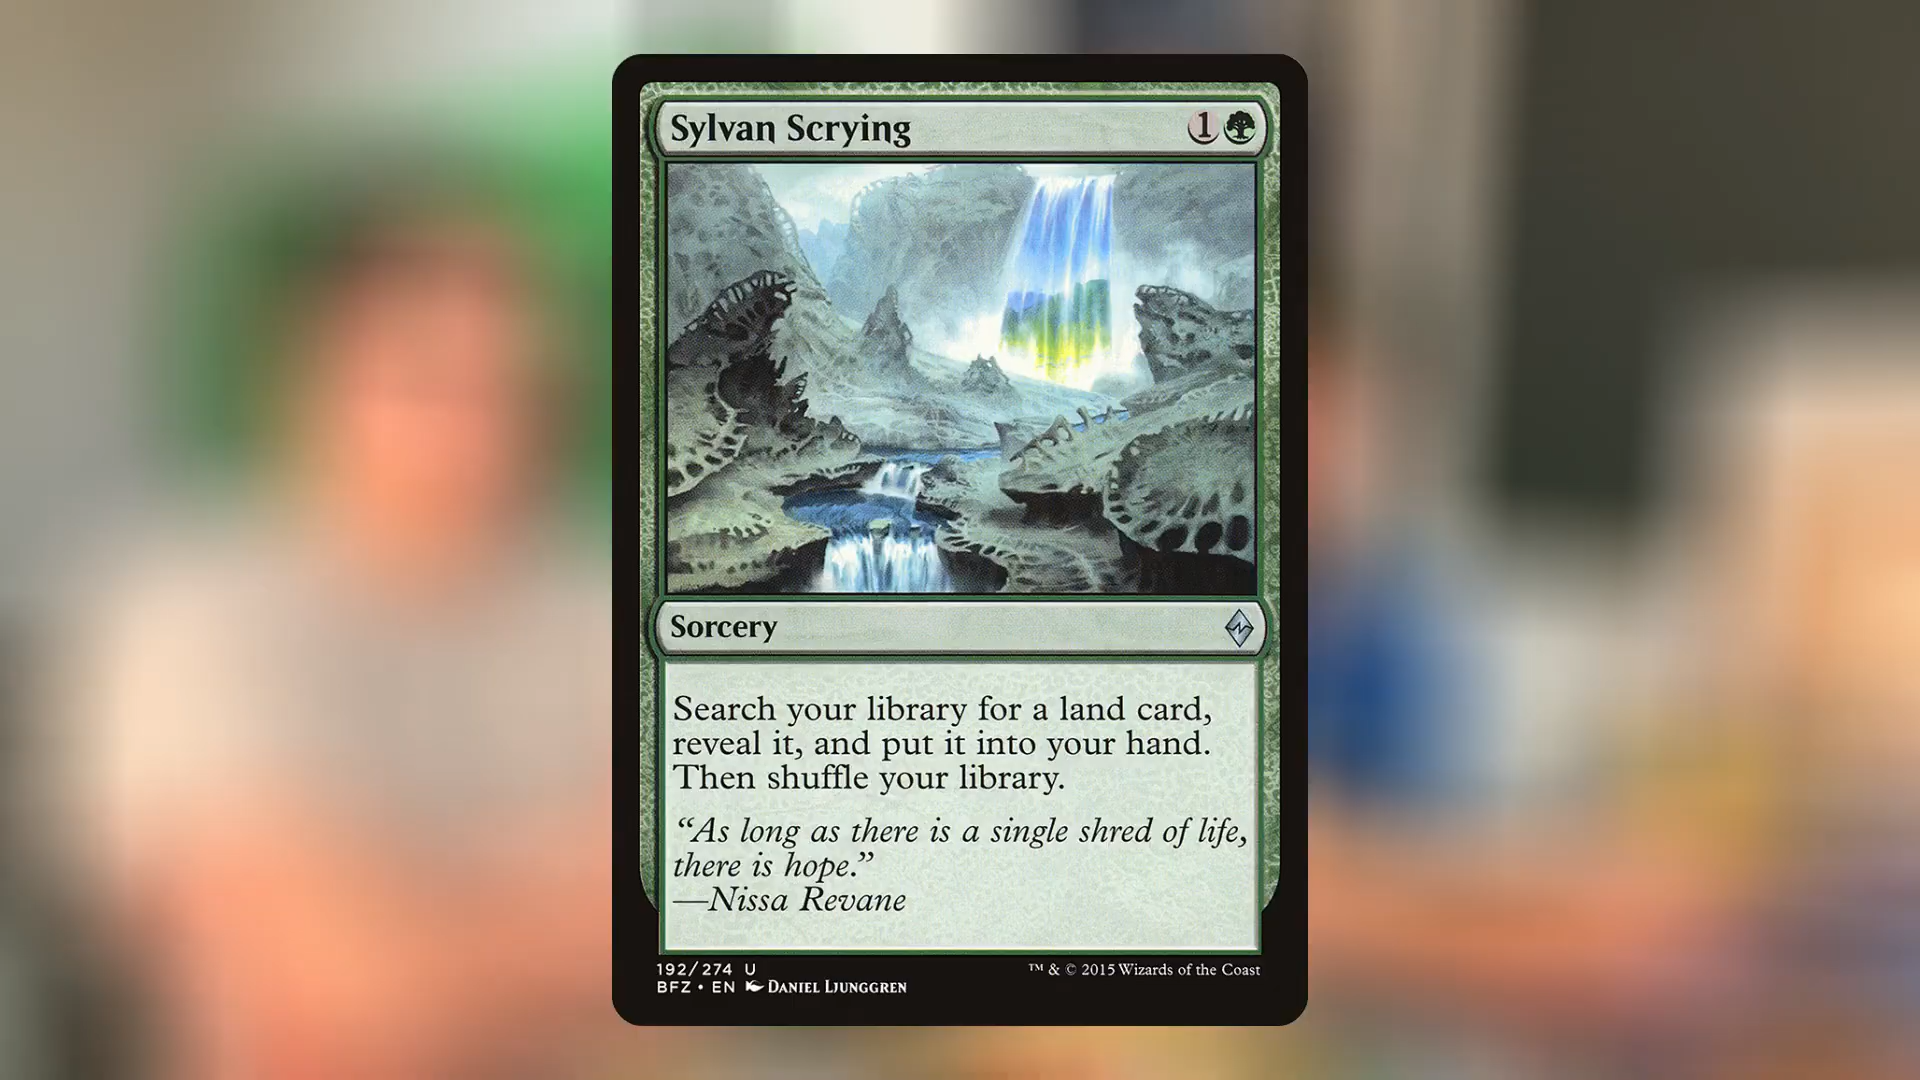 Sylvan Scrying 1
Sorcery
Search your library for a land card,
reveal it, and put it into your hand.
Then shuffle your library.
“As long as there is a single shred of life,
there is hope.”
—Nissa Revane
192/274 U
™ & © 2015 Wizards of the Coast
BFZ • EN DANIEL LJUNGGREN